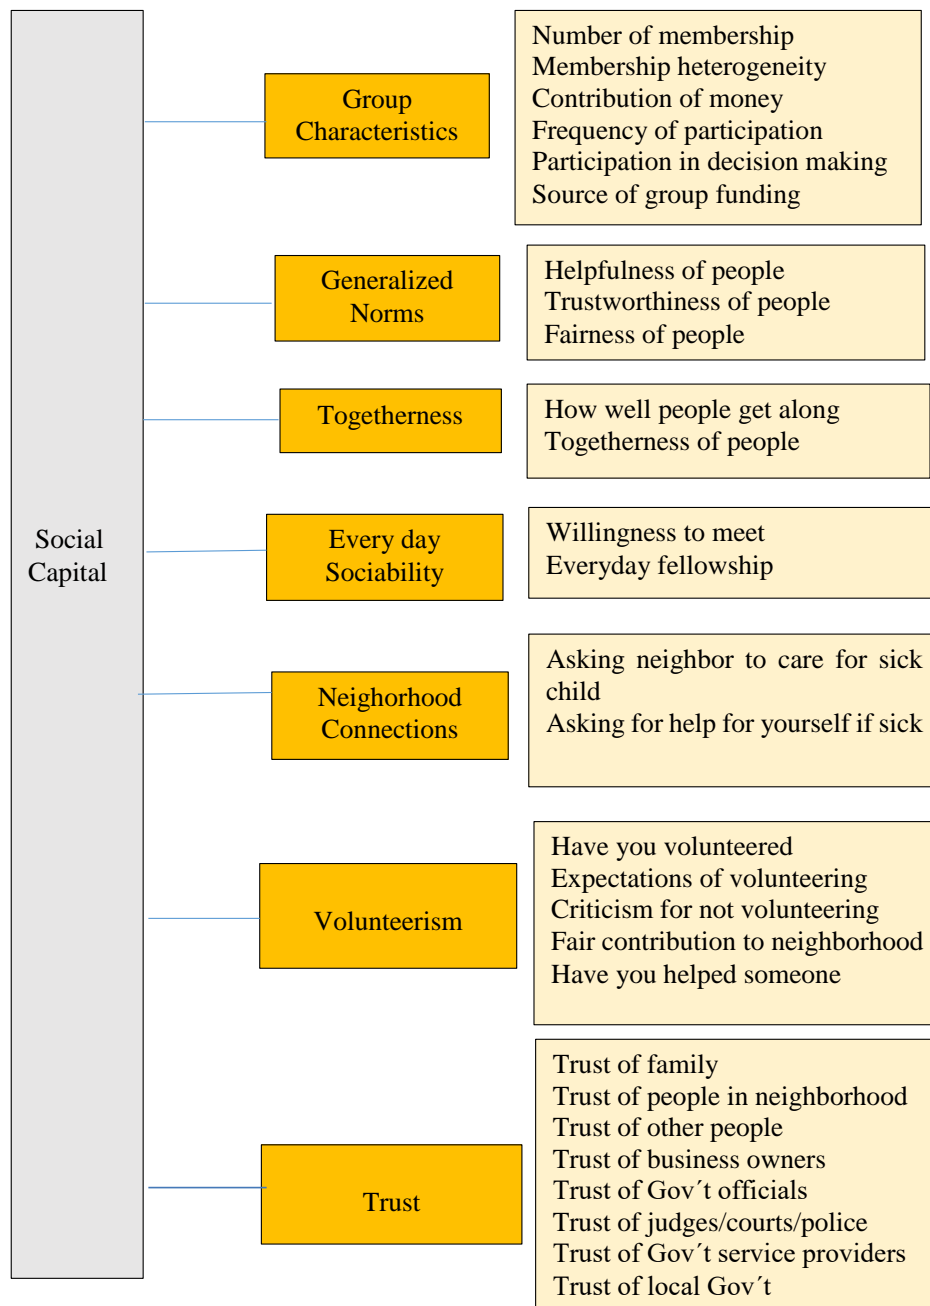 Social
Capital
Group
Characteristics
Number of membership
Membership heterogeneity
Contribution of money
Frequency of participation
Participation in decision making
Source of group funding
Generalized
Norms
Helpfulness of people
Trustworthiness of people
Fairness of people
Togetherness
How well people get along
Togetherness of people
Every day
Sociability
Willingness to meet
Everyday fellowship
Neighorhood
Connections
Asking neighbor to care for sick
child
Asking for help for yourself if sick
Volunteerism
Have you volunteered
Expectations of volunteering
Criticism for not volunteering
Fair contribution to neighborhood
Have you helped someone
Trust
Trust of family
Trust of people in neighborhood
Trust of other people
Trust of business owners
Trust of Gov´t officials
Trust of judges/courts/police
Trust of Gov´t service providers
Trust of local Gov´t